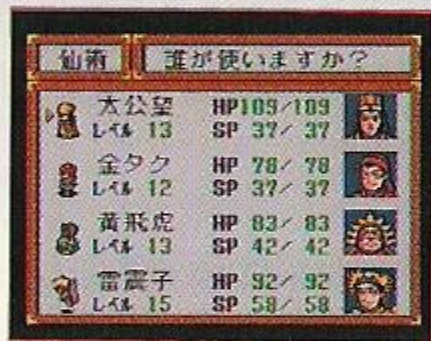 仙術 誰が使いますか?
太公望 HP109/109
レベル 13 SP 37/ 37
金タク HP 78/ 78
レベル 12 SP 37/ 37
黄飛虎 HP 83/ 83
レベル 13 SP 42/ 42
雷震子 HP 92/ 92
レベル 15 SP 58/ 58